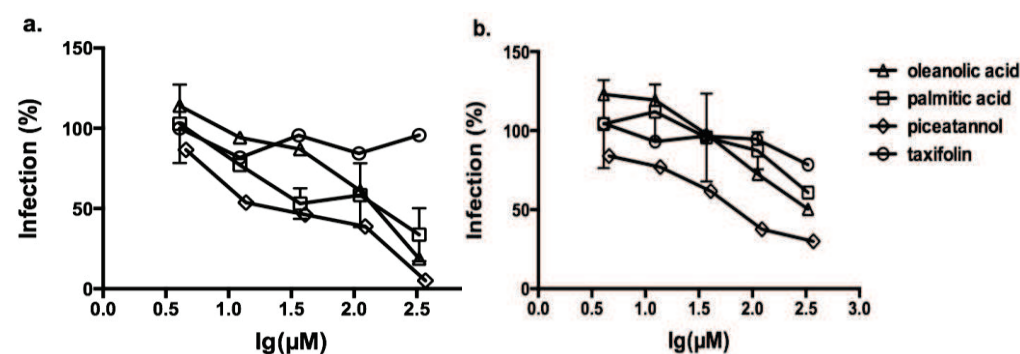 a.
150
100
50
0
Infection (%)
0.0 0.5 1.0 1.5 2.0 2.5
lg(μM)
b.
150
100
50
0
Infection (%)
0.0 0.5 1.0 1.5 2.0 2.5 3.0
lg(μM)
oleanolic acid
palmitic acid
piceatannol
taxifolin